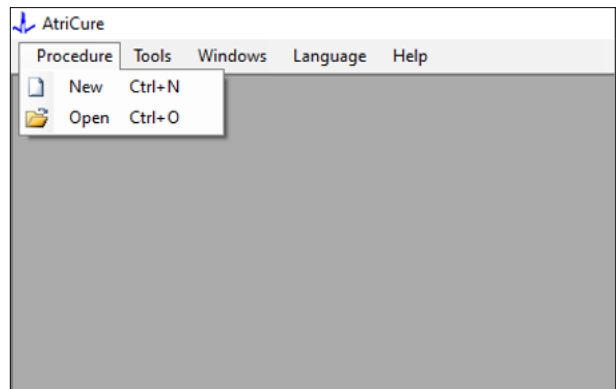 AtriCure
Procedure Tools Windows Language Help
New Ctrl+N
Open Ctrl+O